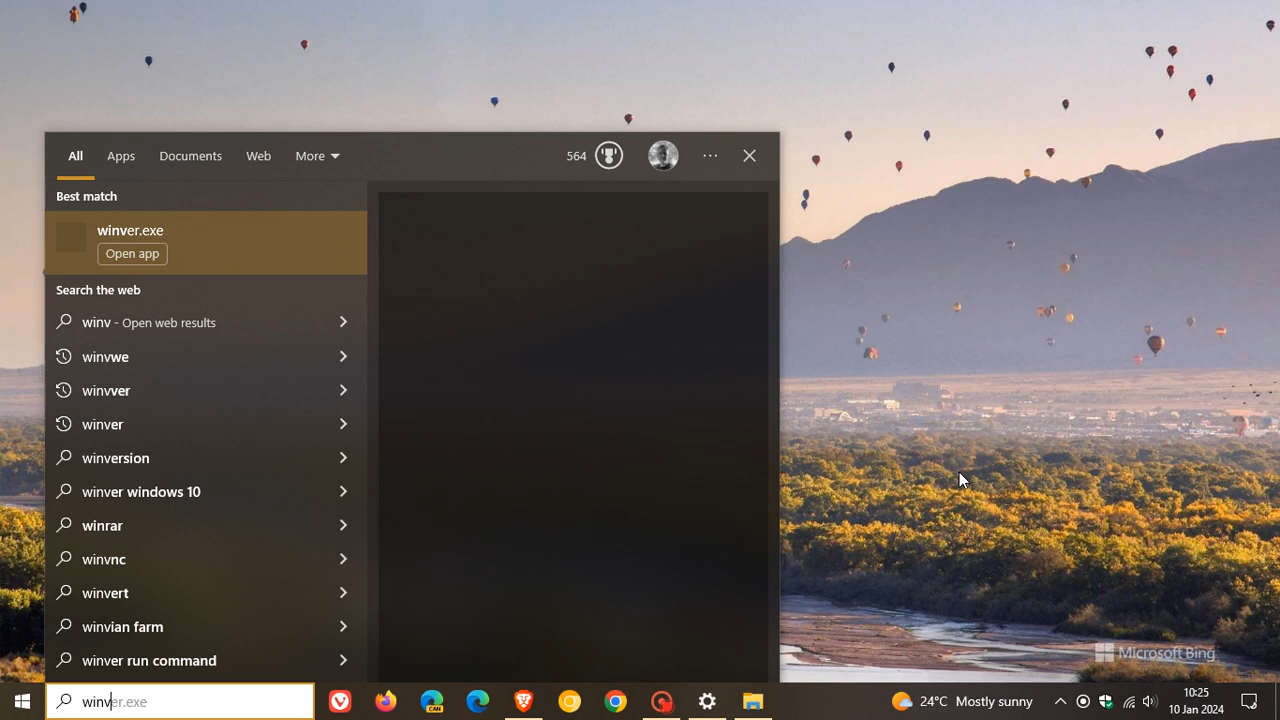 All
Apps
Documents
Web
More
564
Best match
winver.exe
Open app
Search the web
winv - Open web results
winvwe
winvver
winver
winversion
winver windows 10
winrar
winvnc
winvert
winvian farm
winver run command
Microsoft Bing
winver.exe
CAN
24°C Mostly sunny
10:25
10 Jan 2024